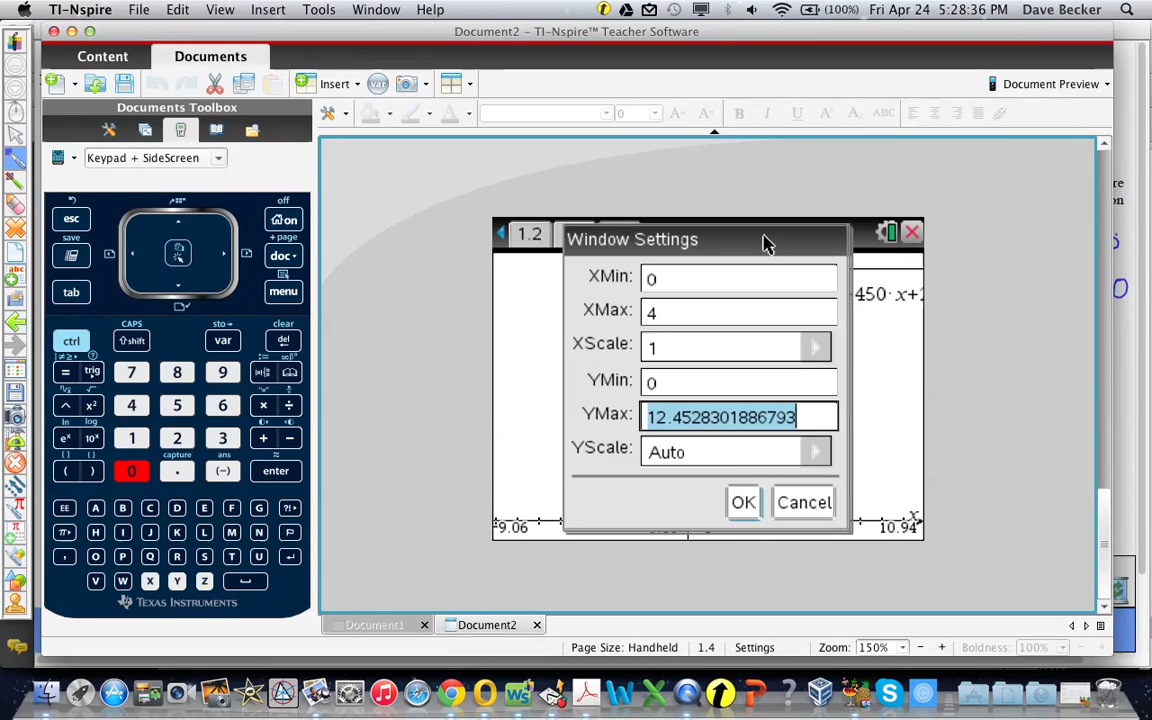 TI-Nspire File Edit View Insert Tools Window Help (100%) Fri Apr 24 5:28:36 PM Dave Becker
Document2 – TI-Nspire™ Teacher Software
Content Documents
Insert Document Preview
Documents Toolbox
0 A A B I U A A ABC
Keypad + SideScreen
esc off on
save + page doc
tab menu
CAPS sto→ clear
ctrl shift var del
= trig 7 8 9
^ x² 4 5 6 × ÷
eˣ 10ˣ 1 2 3 + −
capture ans ≈
( ) 0 . (−) enter
EE A B C D E F G ?!
π H I J K L M N
, O P Q R S T U
V W X Y Z
TEXAS INSTRUMENTS
1.2
Window Settings
XMin: 0
XMax: 4
XScale: 1
YMin: 0
YMax: 12.4528301886793
YScale: Auto
OK Cancel
450·x+
-9.06 x 10.94
Document1 Document2
Page Size: Handheld 1.4 Settings Zoom: 150% Boldness: 100%